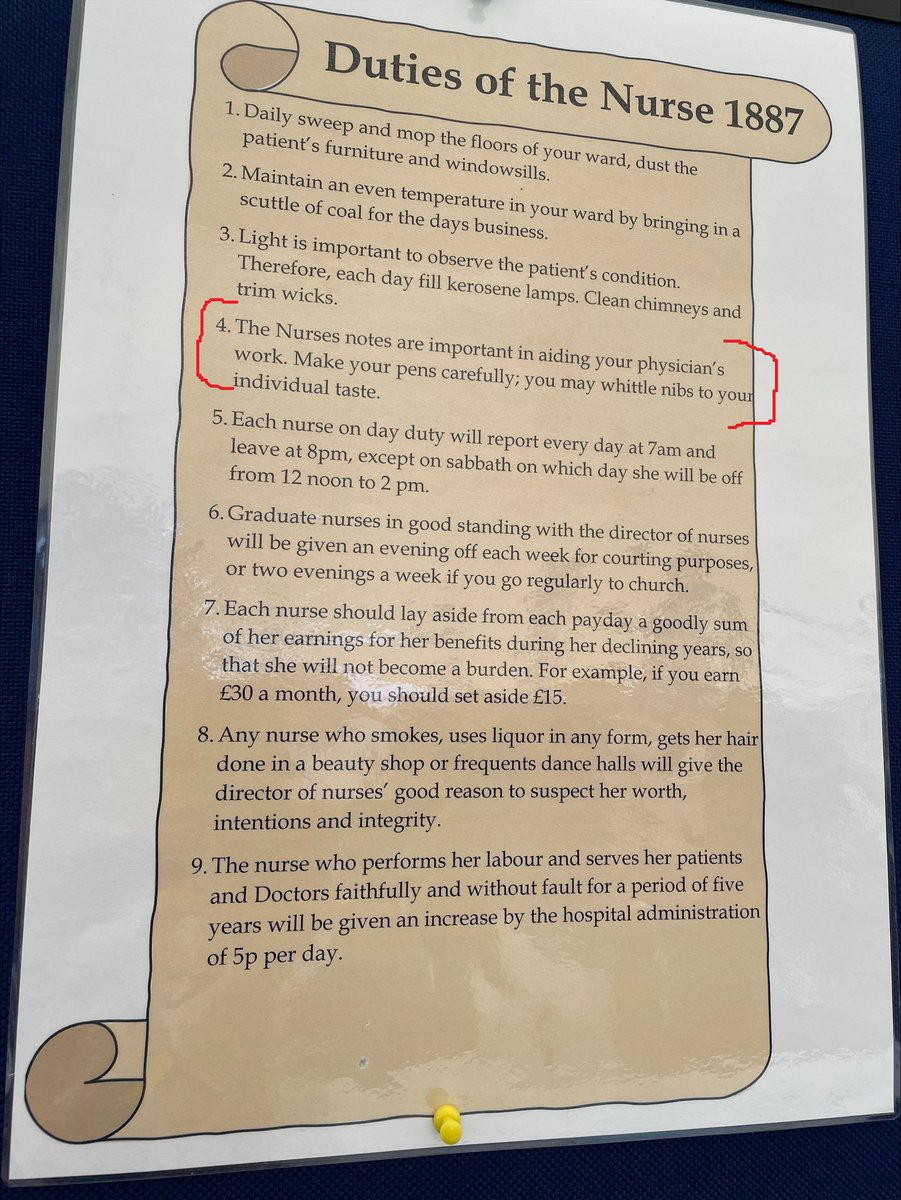 Duties of the Nurse 1887
1. Daily sweep and mop the floors of your ward, dust the
patient's furniture and windowsills.
2. Maintain an even temperature in your ward by bringing in a
scuttle of coal for the days business.
3. Light is important to observe the patient's condition.
Therefore, each day fill kerosene lamps. Clean chimneys and
trim wicks.
4. The Nurses notes are important in aiding your physician's
work. Make your pens carefully; you may whittle nibs to your
individual taste.
5. Each nurse on day duty will report every day at 7am and
leave at 8pm, except on sabbath on which day she will be off
from 12 noon to 2 pm.
6. Graduate nurses in good standing with the director of nurses
will be given an evening off each week for courting purposes,
or two evenings a week if you go regularly to church.
7. Each nurse should lay aside from each payday a goodly sum
of her earnings for her benefits during her declining years, so
that she will not become a burden. For example, if you earn
£30 a month, you should set aside £15.
8. Any nurse who smokes, uses liquor in any form, gets her hair
done in a beauty shop or frequents dance halls will give the
director of nurses' good reason to suspect her worth,
intentions and integrity.
9. The nurse who performs her labour and serves her patients
and Doctors faithfully and without fault for a period of five
years will be given an increase by the hospital administration
of 5p per day.